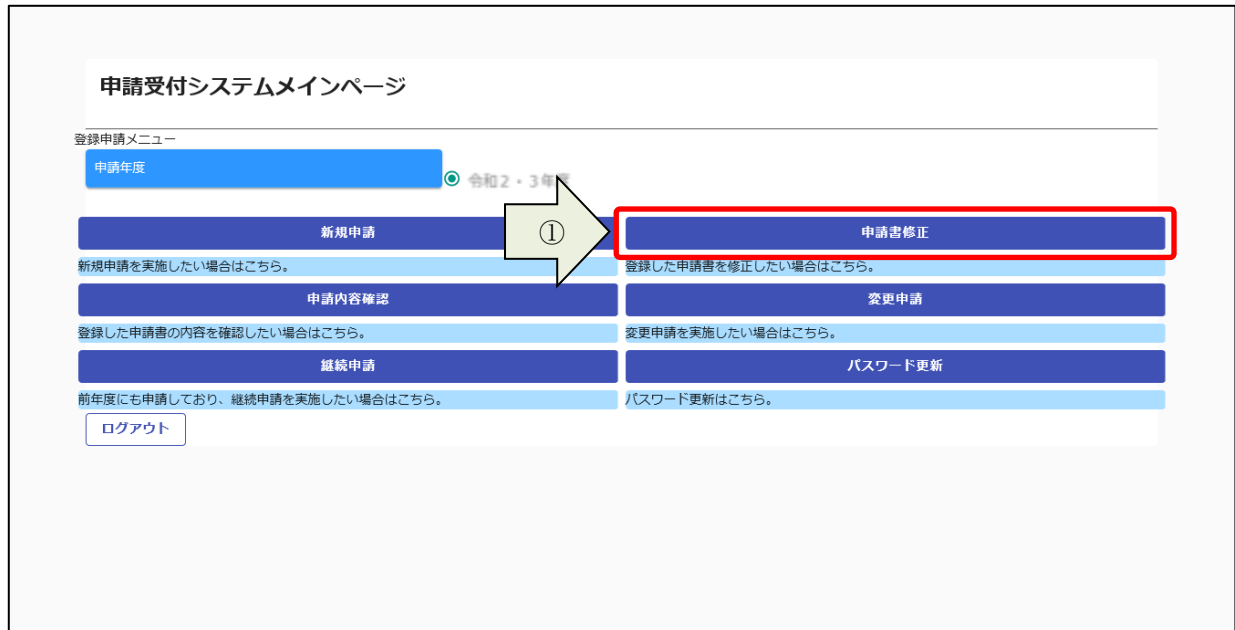 申請受付システムメインページ
登録申請メニュー
申請年度
令和2・3年
①
新規申請
申請書修正
新規申請を実施したい場合はこちら。
登録した申請書を修正したい場合はこちら。
申請内容確認
変更申請
登録した申請書の内容を確認したい場合はこちら。
変更申請を実施したい場合はこちら。
継続申請
パスワード更新
前年度にも申請しており、継続申請を実施したい場合はこちら。
パスワード更新はこちら。
ログアウト